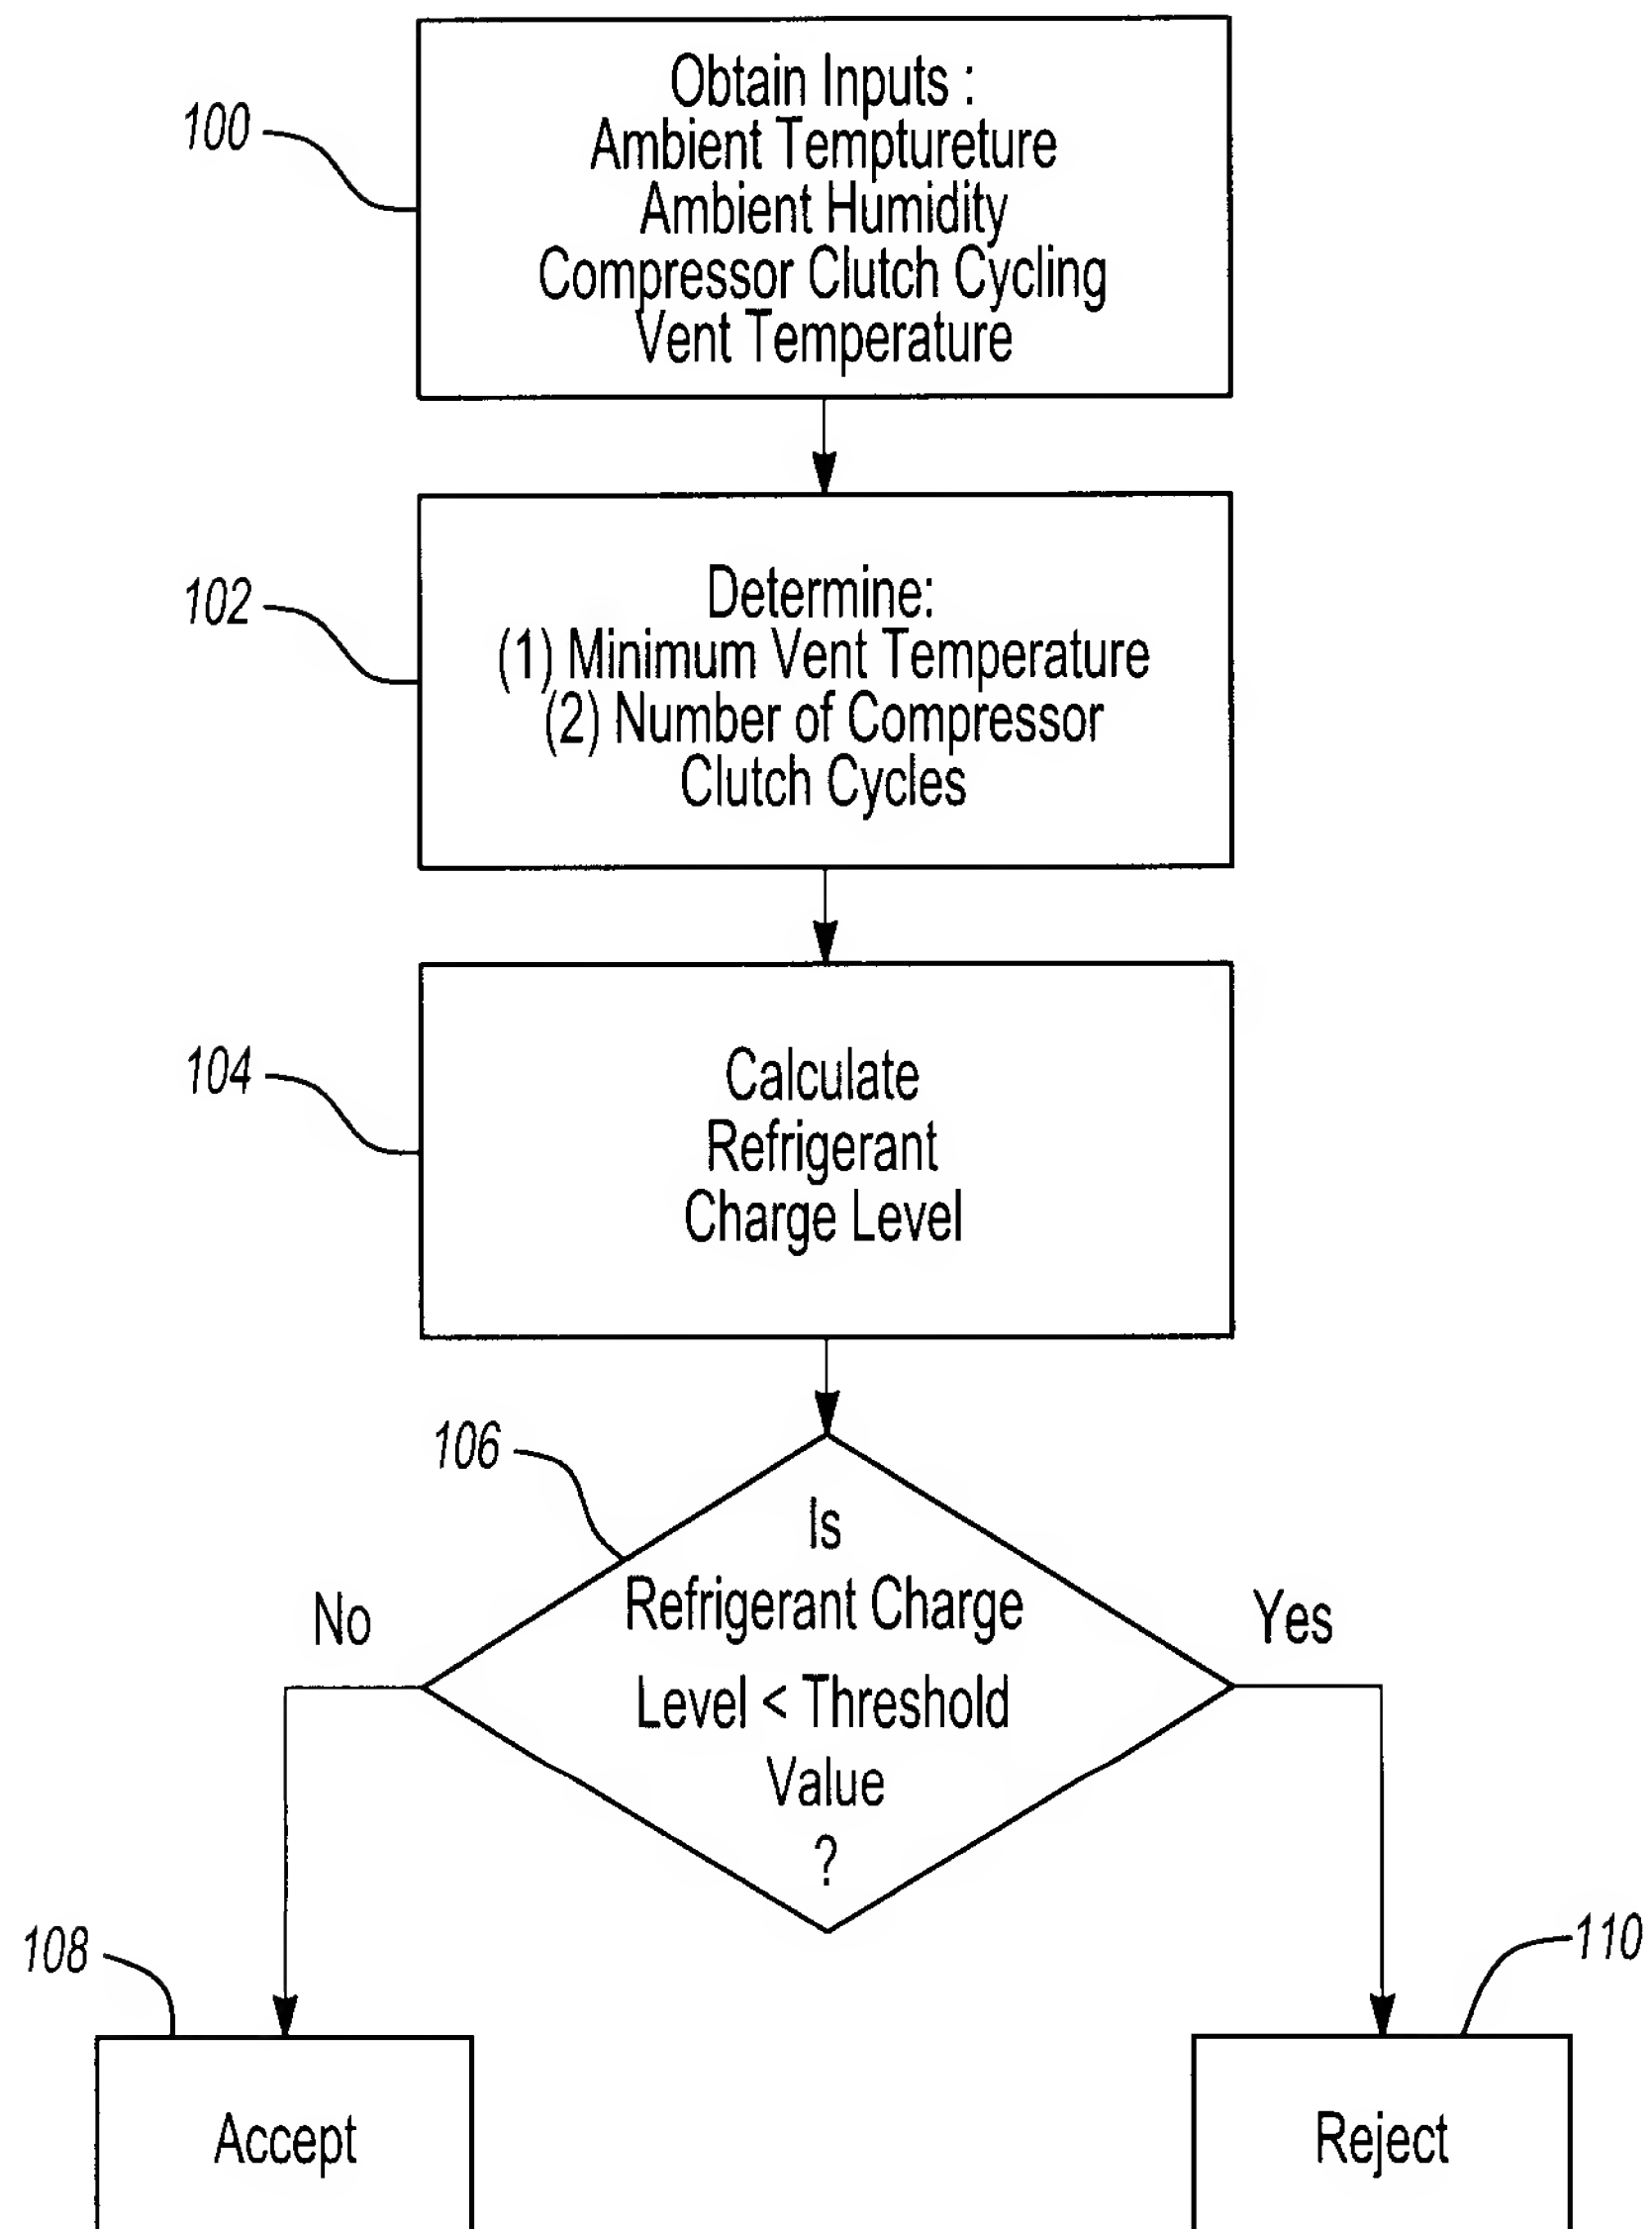 100
Obtain Inputs :
Ambient Temptureture
Ambient Humidity
Compressor Clutch Cycling
Vent Temperature
102
Determine:
(1) Minimum Vent Temperature
(2) Number of Compressor
Clutch Cycles
104
Calculate
Refrigerant
Charge Level
106
Is
Refrigerant Charge
Level < Threshold
Value
?
No
Yes
108
Accept
110
Reject